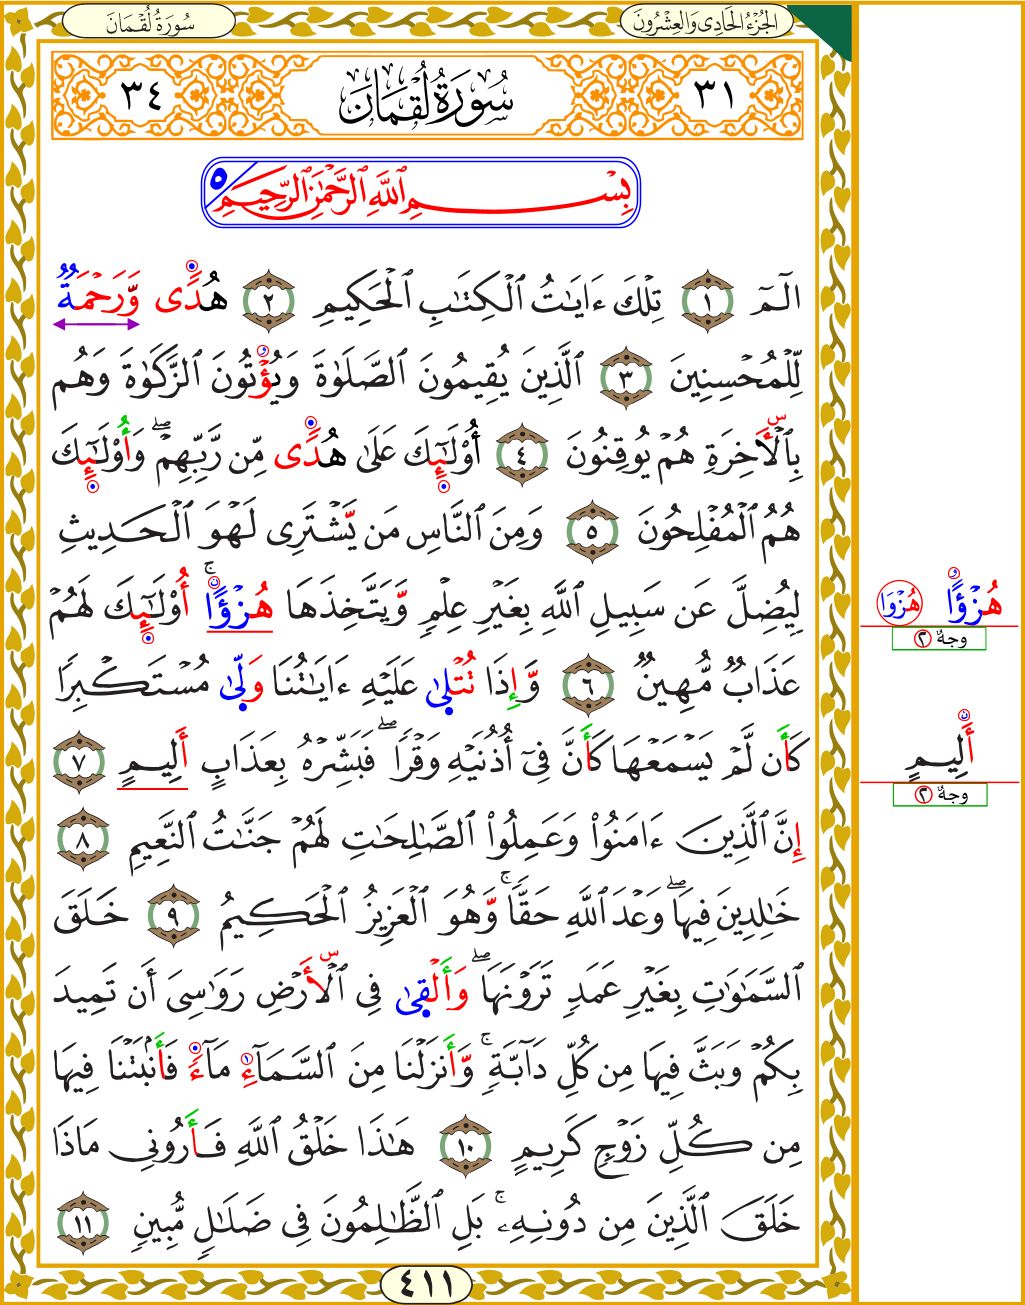 الجُزْءُ الحَادِي وَالعِشْرُونَ
سُورَةُ لُقْمَان
٣١
سُورَةُ لُقْمَانَ
٣٤
بِسْمِ ٱللَّهِ ٱلرَّحْمَٰنِ ٱلرَّحِيمِ ٥
الٓمٓ ١ تِلْكَ ءَايَٰتُ ٱلْكِتَٰبِ ٱلْحَكِيمِ ٢ هُدًى وَّرَحْمَةٌ
لِّلْمُحْسِنِينَ ٣ ٱلَّذِينَ يُقِيمُونَ ٱلصَّلَوٰةَ وَيُؤْتُونَ ٱلزَّكَوٰةَ وَهُم
بِٱلْأَخِرَةِ هُمْ يُوقِنُونَ ٤ أُوْلَٰٓئِكَ عَلَىٰ هُدًى مِّن رَّبِّهِمْ ۖ وَأُوْلَٰٓئِكَ
هُمُ ٱلْمُفْلِحُونَ ٥ وَمِنَ ٱلنَّاسِ مَن يَّشْتَرِى لَهْوَ ٱلْحَدِيثِ
لِيُضِلَّ عَن سَبِيلِ ٱللَّهِ بِغَيْرِ عِلْمٍ وَّيَتَّخِذَهَا هُزُؤًا ۚ أُوْلَٰٓئِكَ لَهُمْ
عَذَابٌ مُّهِينٌ ٦ وَّإِذَا تُتْلَىٰ عَلَيْهِ ءَايَٰتُنَا وَلَّىٰ مُسْتَكْبِرًا
كَأَن لَّمْ يَسْمَعْهَا كَأَنَّ فِىٓ أُذُنَيْهِ وَقْرًا ۖ فَبَشِّرْهُ بِعَذَابٍ أَلِيمٍ ٧
إِنَّ ٱلَّذِينَ ءَامَنُوا۟ وَعَمِلُوا۟ ٱلصَّٰلِحَٰتِ لَهُمْ جَنَّٰتُ ٱلنَّعِيمِ ٨
خَٰلِدِينَ فِيهَا ۖ وَعْدَ ٱللَّهِ حَقًّا ۚ وَّهُوَ ٱلْعَزِيزُ ٱلْحَكِيمُ ٩ خَلَقَ
ٱلسَّمَٰوَٰتِ بِغَيْرِ عَمَدٍ تَرَوْنَهَا ۖ وَأَلْقَىٰ فِى ٱلْأَرْضِ رَوَٰسِىَ أَن تَمِيدَ
بِكُمْ وَبَثَّ فِيهَا مِن كُلِّ دَآبَّةٍ ۚ وَّأَنزَلْنَا مِنَ ٱلسَّمَآءِ مَآءً فَأَنۢبَتْنَا فِيهَا
مِن كُلِّ زَوْجٍ كَرِيمٍ ١٠ هَٰذَا خَلْقُ ٱللَّهِ فَأَرُونِى مَاذَا
خَلَقَ ٱلَّذِينَ مِن دُونِهِۦ ۚ بَلِ ٱلظَّٰلِمُونَ فِى ضَلَٰلٍ مُّبِينٍ ١١
٤١١
هُزُؤًا هُزْوَا
وجهٌ ٢
أَلِيمٍ
وجهٌ ٢